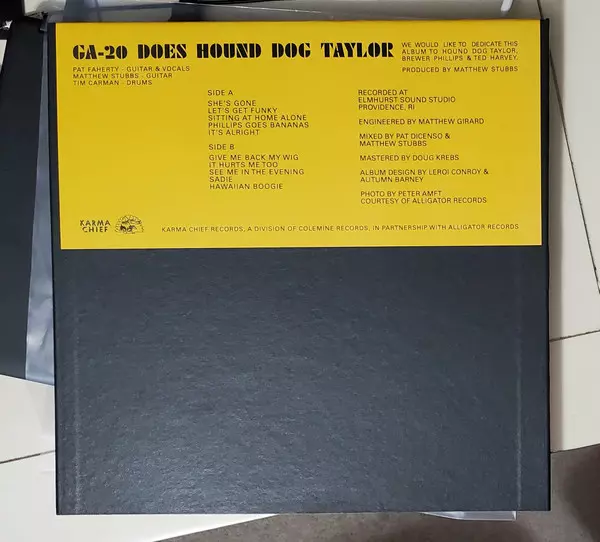 GA-20 DOES HOUND DOG TAYLOR
PAT FAHERTY - GUITAR & VOCALS
MATTHEW STUBBS - GUITAR
TIM CARMAN - DRUMS
WE WOULD LIKE TO DEDICATE THIS
ALBUM TO HOUND DOG TAYLOR,
BREWER PHILLIPS & TED HARVEY.
PRODUCED BY MATTHEW STUBBS
SIDE A
SHE'S GONE
LET'S GET FUNKY
SITTING AT HOME ALONE
PHILLIPS GOES BANANAS
IT'S ALRIGHT
SIDE B
GIVE ME BACK MY WIG
IT HURTS ME TOO
SEE ME IN THE EVENING
SADIE
HAWAIIAN BOOGIE
RECORDED AT
ELMHURST SOUND STUDIO
PROVIDENCE, RI
ENGINEERED BY MATTHEW GIRARD
MIXED BY PAT DICENSO &
MATTHEW STUBBS
MASTERED BY DOUG KREBS
ALBUM DESIGN BY LEROI CONROY &
AUTUMN BARNEY
PHOTO BY PETER AMFT
COURTESY OF ALLIGATOR RECORDS
KARMA
CHIEF
KARMA CHIEF RECORDS, A DIVISION OF COLEMINE RECORDS, IN PARTNERSHIP WITH ALLIGATOR RECORDS